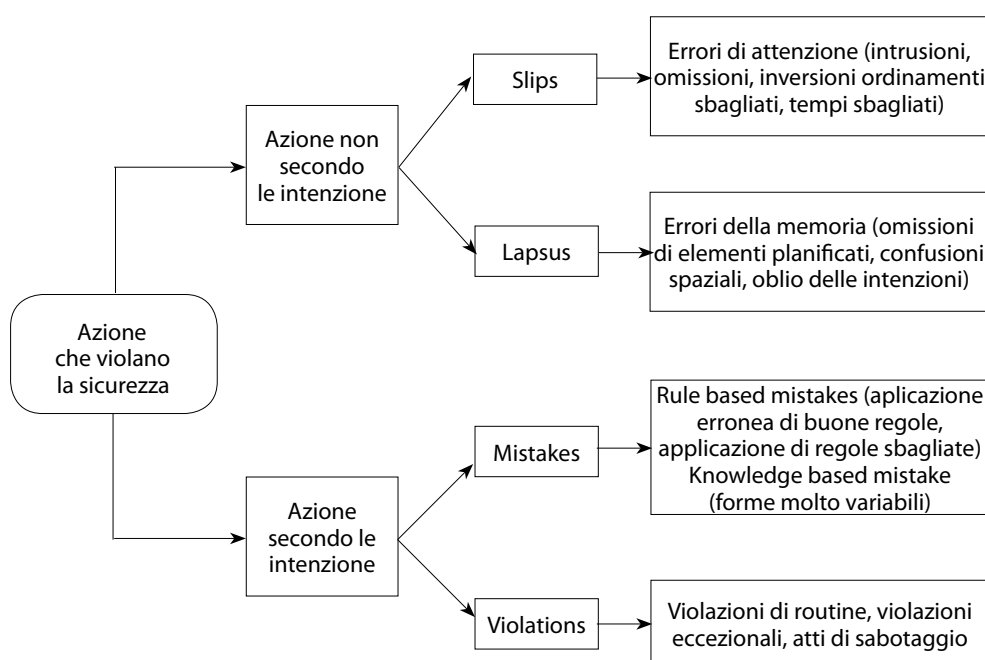 Azione
che violano
la sicurezza
Azione non
secondo
le intenzione
Slips
Errori di attenzione (intrusioni,
omissioni, inversioni ordinamenti
sbagliati, tempi sbagliati)
Lapsus
Errori della memoria (omissioni
di elementi planificati, confusioni
spaziali, oblio delle intenzioni)
Azione
secondo le
intenzione
Mistakes
Rule based mistakes (aplicazione
erronea di buone regole,
applicazione di regole sbagliate)
Knowledge based mistake
(forme molto variabili)
Violations
Violazioni di routine, violazioni
eccezionali, atti di sabotaggio